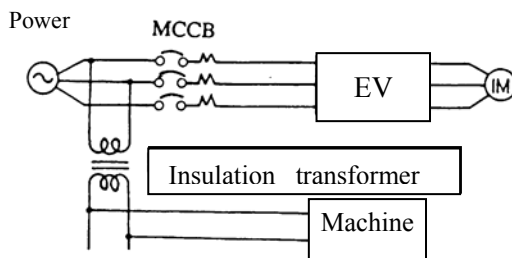 Power
MCCB
EV
IM
Insulation transformer
Machine